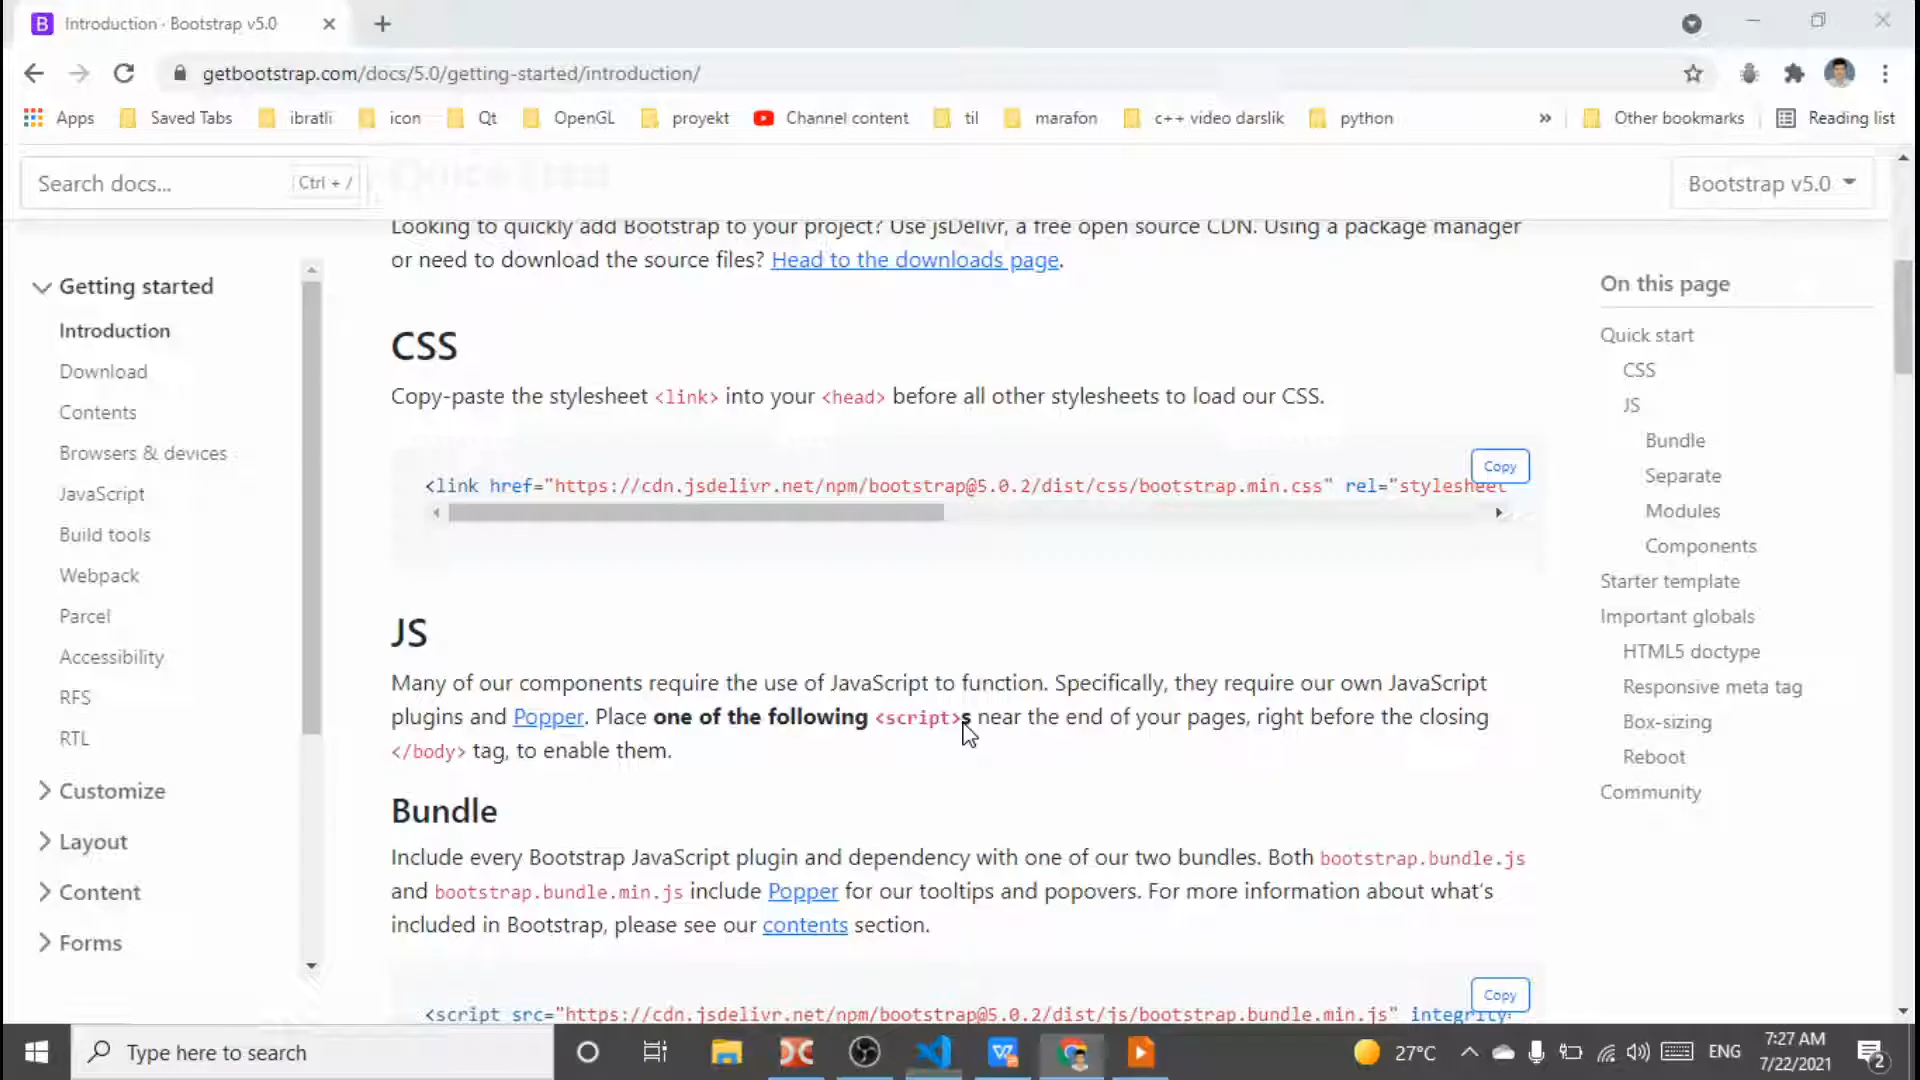 Introduction · Bootstrap v5.0
getbootstrap.com/docs/5.0/getting-started/introduction/
Apps
Saved Tabs
ibratli
icon
Qt
OpenGL
proyekt
Channel content
til
marafon
c++ video darslik
python
»
Other bookmarks
Reading list
Search docs...
Ctrl + /
Bootstrap v5.0
Getting started
Introduction
Download
Contents
Browsers & devices
JavaScript
Build tools
Webpack
Parcel
Accessibility
RFS
RTL
Customize
Layout
Content
Forms
Quick start
Looking to quickly add Bootstrap to your project? Use jsDelivr, a free open source CDN. Using a package manager
or need to download the source files? Head to the downloads page.
CSS
Copy-paste the stylesheet <link> into your <head> before all other stylesheets to load our CSS.
Copy
<link href="https://cdn.jsdelivr.net/npm/bootstrap@5.0.2/dist/css/bootstrap.min.css" rel="stylesheet
JS
Many of our components require the use of JavaScript to function. Specifically, they require our own JavaScript
plugins and Popper. Place one of the following <script>s near the end of your pages, right before the closing
</body> tag, to enable them.
Bundle
Include every Bootstrap JavaScript plugin and dependency with one of our two bundles. Both bootstrap.bundle.js
and bootstrap.bundle.min.js include Popper for our tooltips and popovers. For more information about what's
included in Bootstrap, please see our contents section.
Copy
<script src="https://cdn.jsdelivr.net/npm/bootstrap@5.0.2/dist/js/bootstrap.bundle.min.js" integrity
On this page
Quick start
CSS
JS
Bundle
Separate
Modules
Components
Starter template
Important globals
HTML5 doctype
Responsive meta tag
Box-sizing
Reboot
Community
Type here to search
27°C
ENG
7:27 AM
7/22/2021
2